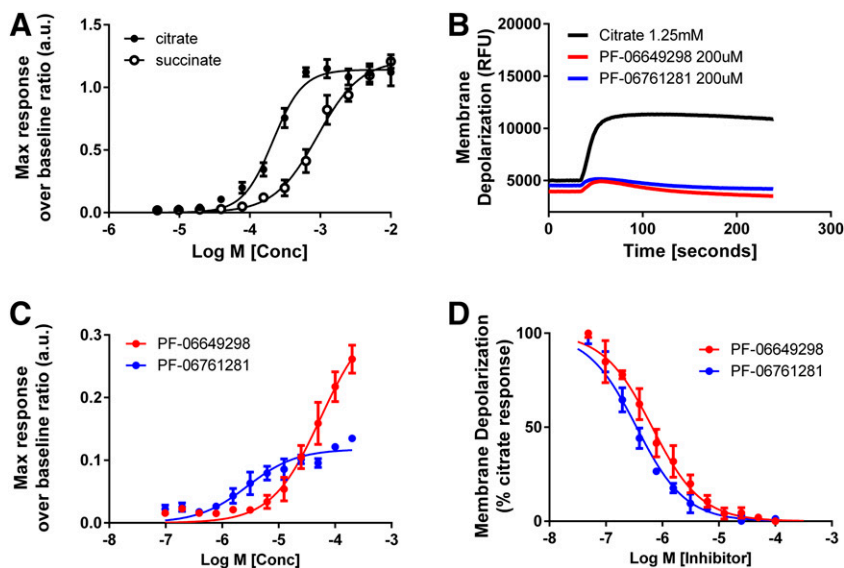 A
Max response
over baseline ratio (a.u.)
1.5
1.0
0.5
0.0
citrate
succinate
-6
-5
-4
-3
-2
Log M [Conc]
B
Membrane
Depolarization (RFU)
20000
15000
10000
5000
0
Citrate 1.25mM
PF-06649298 200uM
PF-06761281 200uM
0
100
200
300
Time [seconds]
C
Max response
over baseline ratio (a.u.)
0.3
0.2
0.1
0.0
PF-06649298
PF-06761281
-8
-7
-6
-5
-4
-3
Log M [Conc]
D
Membrane Depolarization
(% citrate response)
100
50
0
PF-06649298
PF-06761281
-8
-7
-6
-5
-4
-3
Log M [Inhibitor]